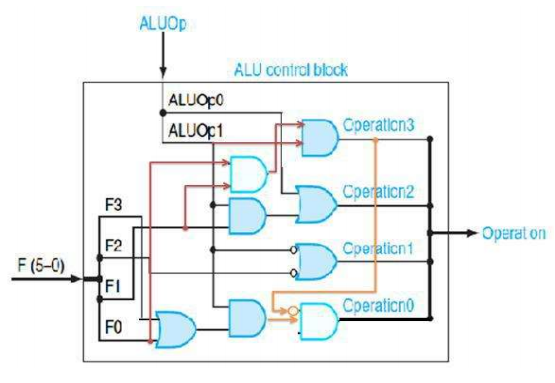 ALUOp
ALU control block
ALUOp0
ALUOp1
Operation3
F3
Operation2
F2
Operation1
Operation
F (5–0)
F1
F0
Operation0